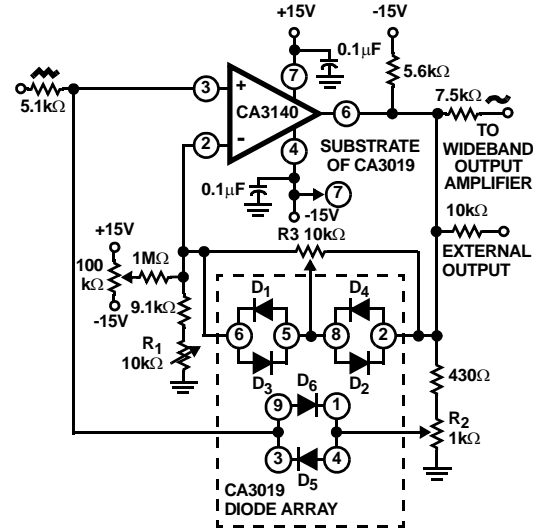 +15V
-15V
0.1µF
5.6kΩ
7
5.1kΩ
3
+
CA3140
6
7.5kΩ
2
-
4
SUBSTRATE
OF CA3019
TO
WIDEBAND
OUTPUT
AMPLIFIER
0.1µF
7
-15V
10kΩ
EXTERNAL
OUTPUT
+15V
R3 10kΩ
100
kΩ
1MΩ
-15V
9.1kΩ
D1
D4
6
5
8
2
R1
10kΩ
D3
D2
D6
430Ω
9
1
R2
1kΩ
3
4
D5
CA3019
DIODE ARRAY